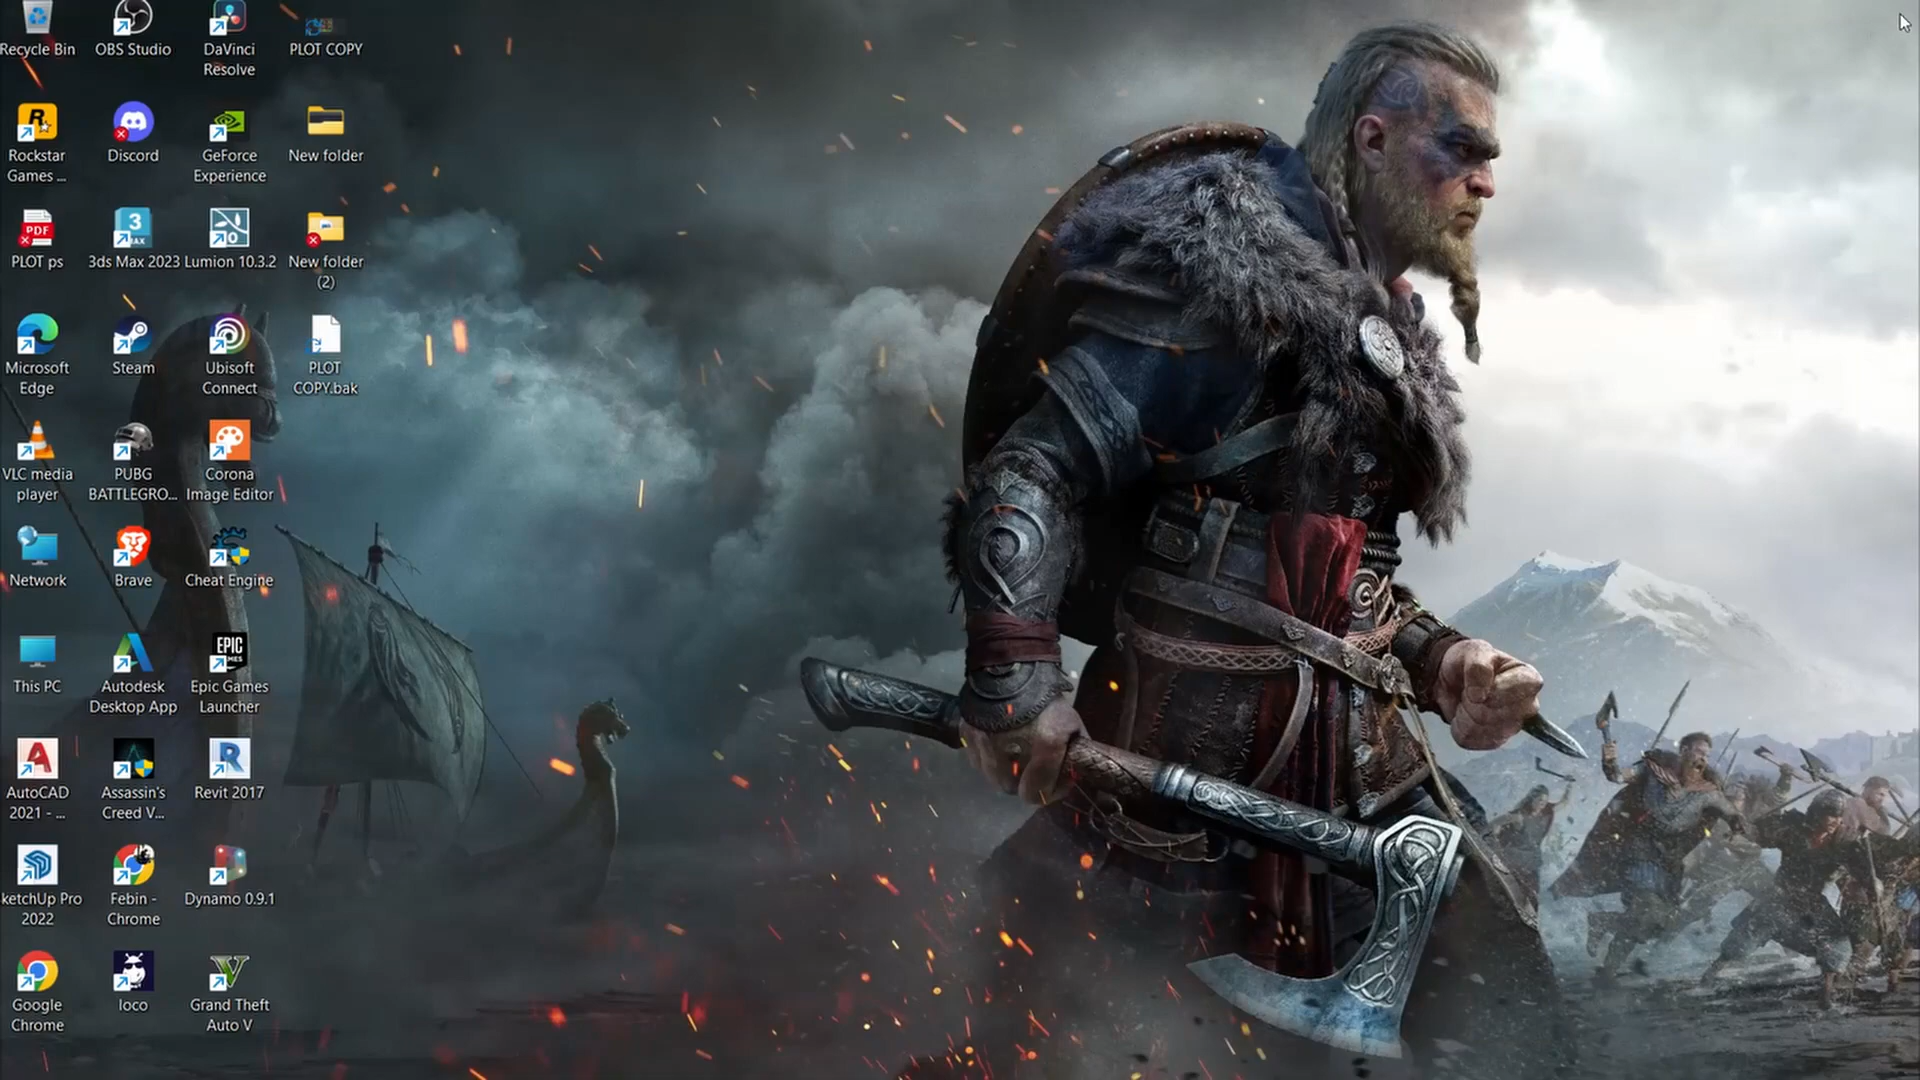 Recycle Bin
OBS Studio
DaVinci
Resolve
PLOT COPY
Rockstar
Games ...
Discord
GeForce
Experience
New folder
PDF
PLOT ps
3
MAX
3ds Max 2023
Lumion 10.3.2
New folder
(2)
Microsoft
Edge
Steam
Ubisoft
Connect
PLOT
COPY.bak
VLC media
player
PUBG
BATTLEGRO...
Corona
Image Editor
Network
Brave
Cheat Engine
This PC
Autodesk
Desktop App
EPIC
GAMES
Epic Games
Launcher
AutoCAD
2021 - ...
Assassin's
Creed V...
Revit 2017
ketchUp Pro
2022
Febin -
Chrome
Dynamo 0.9.1
Google
Chrome
loco
Grand Theft
Auto V